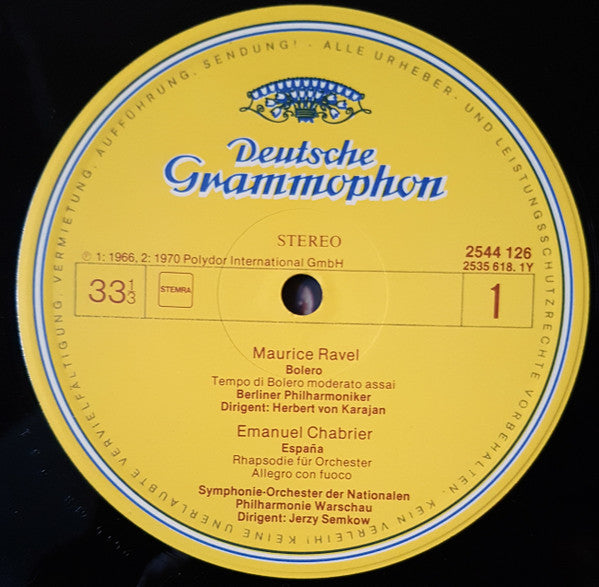 ALLE URHEBER- UND LEISTUNGSSCHUTZRECHTE VORBEHALTEN. KEIN VERLEIH! KEINE UNERLAUBTE VERVIELFÄLTIGUNG, VERMIETUNG, AUFFÜHRUNG, SENDUNG! ·
Deutsche
Grammophon
STEREO
℗ 1: 1966, 2: 1970 Polydor International GmbH
2544 126
2535 618. 1Y
33 1/3
STEMRA
1
Maurice Ravel
Bolero
Tempo di Bolero moderato assai
Berliner Philharmoniker
Dirigent: Herbert von Karajan
Emanuel Chabrier
España
Rhapsodie für Orchester
Allegro con fuoco
Symphonie-Orchester der Nationalen
Philharmonie Warschau
Dirigent: Jerzy Semkow